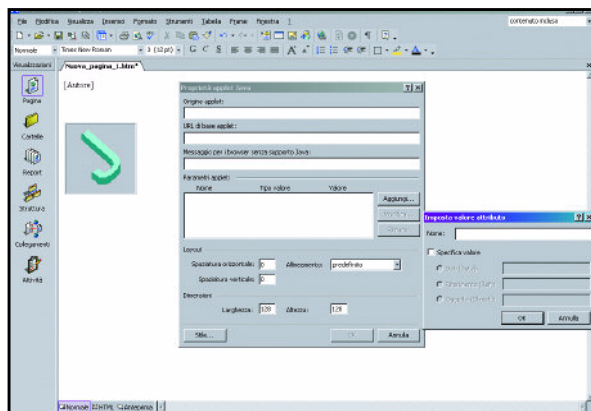 File Modifica Visualizza Inserisci Formato Strumenti Tabella Frame Finestra ?
contenuto inclusa
Normale Times New Roman 3 (12 pt) G C S
Visualizzazioni
Nuova_pagina_1.htm*
Pagina
Cartelle
Report
Struttura
Collegamenti
Attività
[Autore]
Proprietà applet Java
Origine applet:
URL di base applet:
Messaggio per i browser senza supporto Java:
Parametri applet:
Nome Tipo valore Valore
Aggiungi...
Modifica...
Rimuovi
Layout
Spaziatura orizzontale: 0 Allineamento: predefinito
Spaziatura verticale: 0
Dimensioni
Larghezza: 128 Altezza: 128
Stile... OK Annulla
Imposta valore attributo
Nome:
Specifica valore
OK Annulla
Normale HTML Anteprima